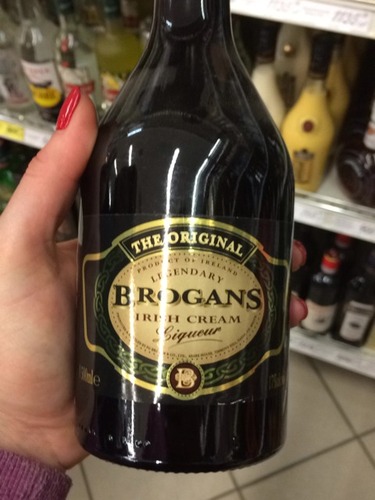 THE ORIGINAL
PRODUCT OF IRELAND
LEGENDARY
BROGANS
IRISH CREAM
Liqueur
B